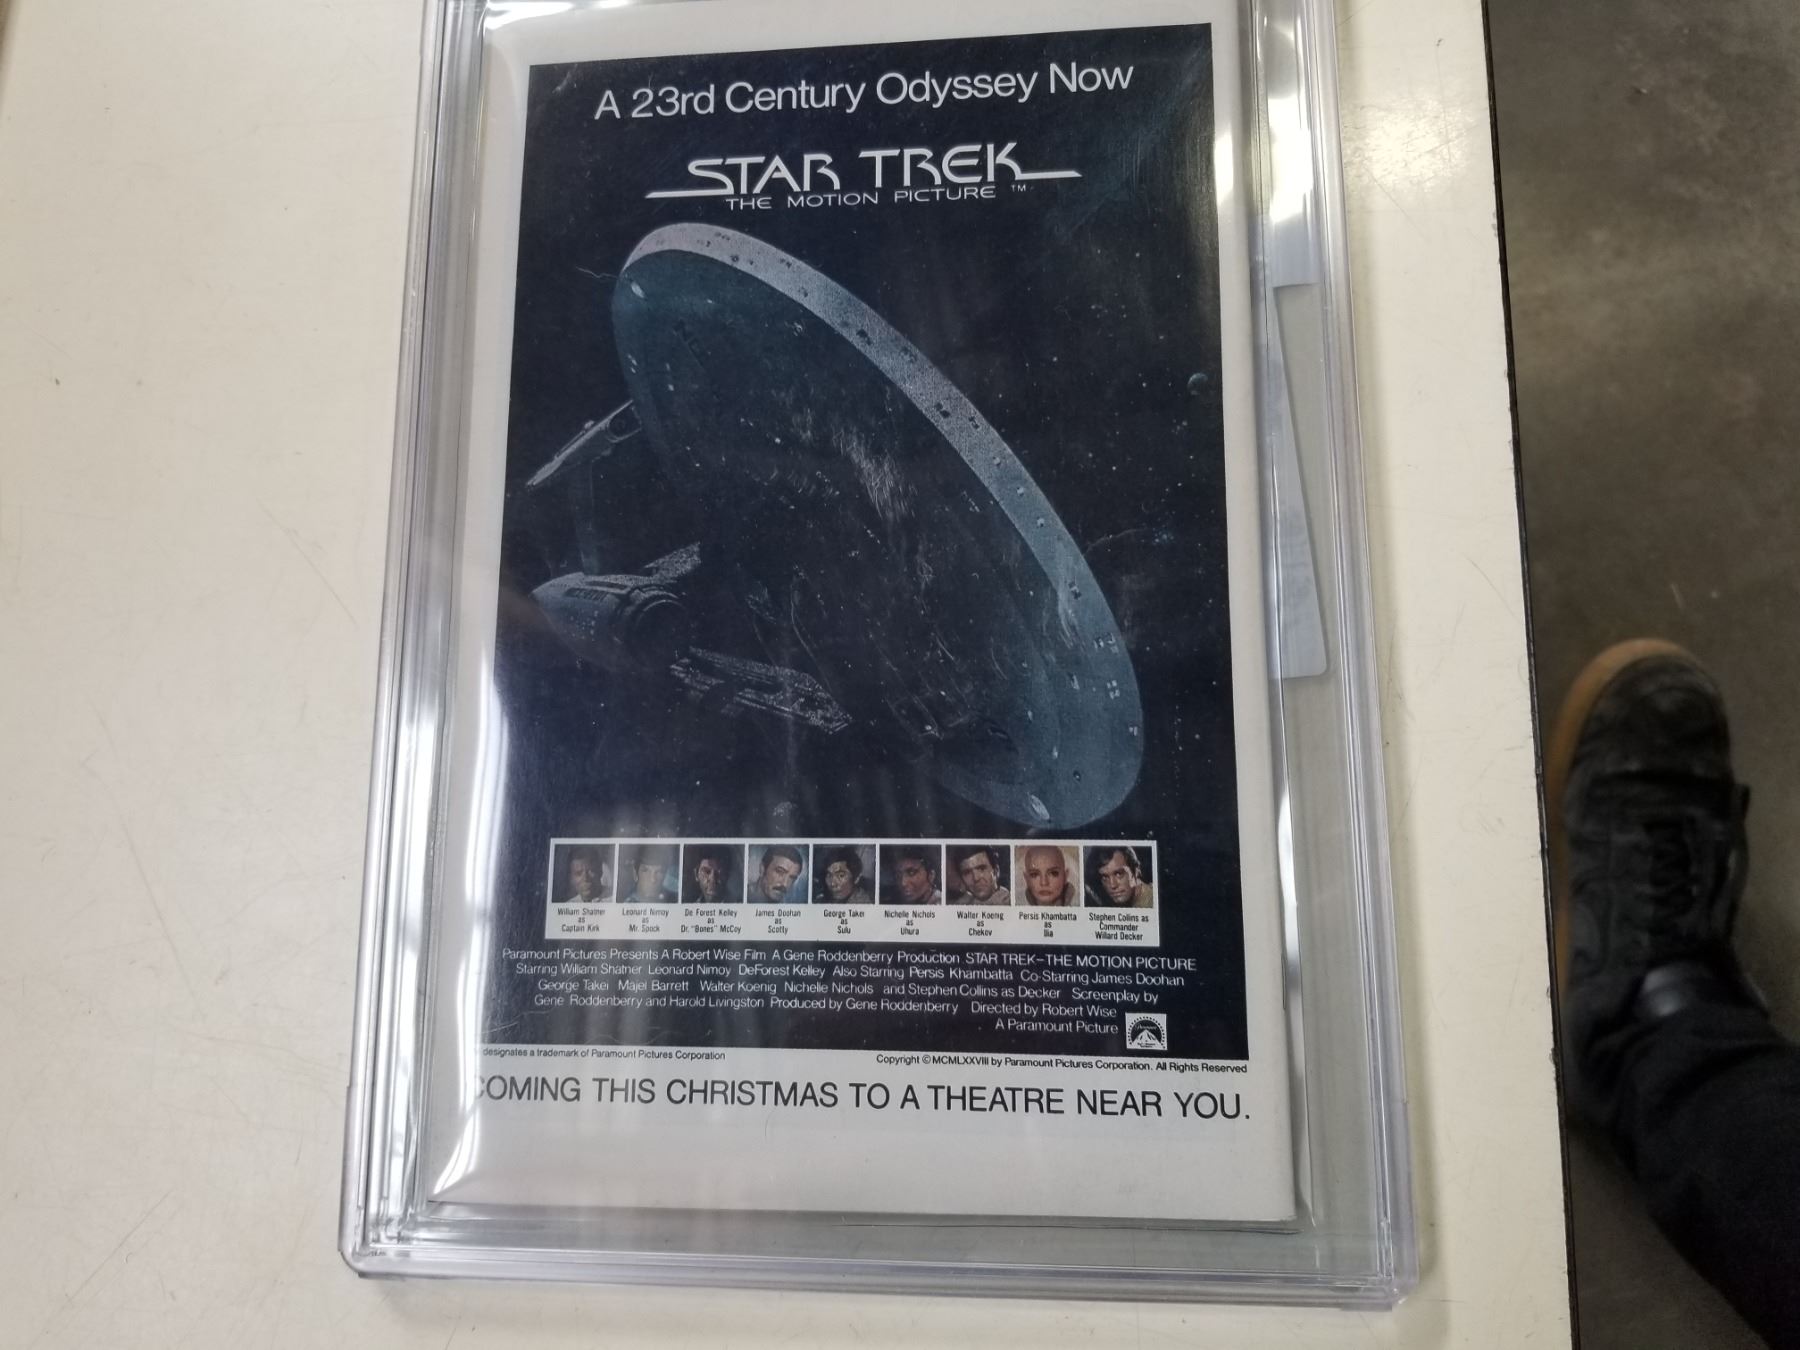 A 23rd Century Odyssey Now
STAR TREK
THE MOTION PICTURE ™
William Shatner as Captain Kirk
Leonard Nimoy as Mr. Spock
De Forest Kelley as Dr. "Bones" McCoy
James Doohan as Scotty
George Takei as Sulu
Nichelle Nichols as Uhura
Walter Koenig as Chekov
Persis Khambatta as Ilia
Stephen Collins as Commander Willard Decker
Paramount Pictures Presents A Robert Wise Film A Gene Roddenberry Production STAR TREK–THE MOTION PICTURE
Starring William Shatner Leonard Nimoy DeForest Kelley Also Starring Persis Khambatta Co-Starring James Doohan
George Takei Majel Barrett Walter Koenig Nichelle Nichols and Stephen Collins as Decker Screenplay by
Gene Roddenberry and Harold Livingston Produced by Gene Roddenberry Directed by Robert Wise
A Paramount Picture
designates a trademark of Paramount Pictures Corporation
Copyright © MCMLXXVIII by Paramount Pictures Corporation. All Rights Reserved
COMING THIS CHRISTMAS TO A THEATRE NEAR YOU.